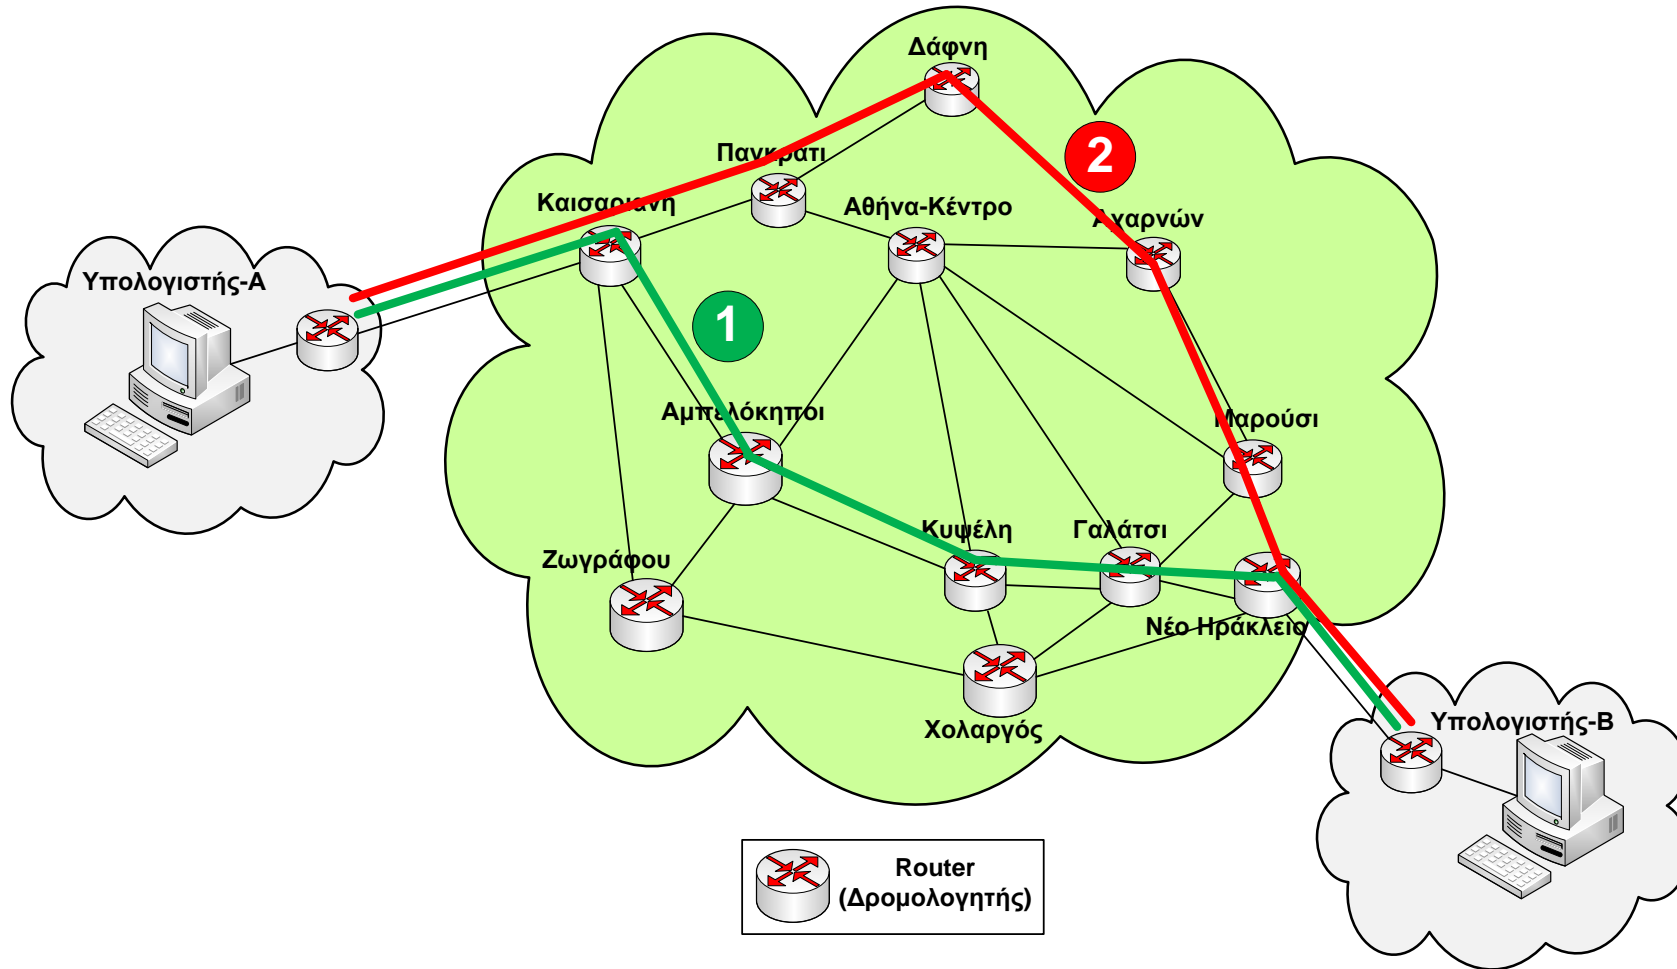 Δάφνη
2
Παγκράτι
Καισαριανή
Αθήνα-Κέντρο
Αχαρνών
Υπολογιστής-Α
1
Αμπελόκηποι
Μαρούσι
Κυψέλη
Γαλάτσι
Ζωγράφου
Νέο Ηράκλειο
Χολαργός
Υπολογιστής-Β
Router
(Δρομολογητής)